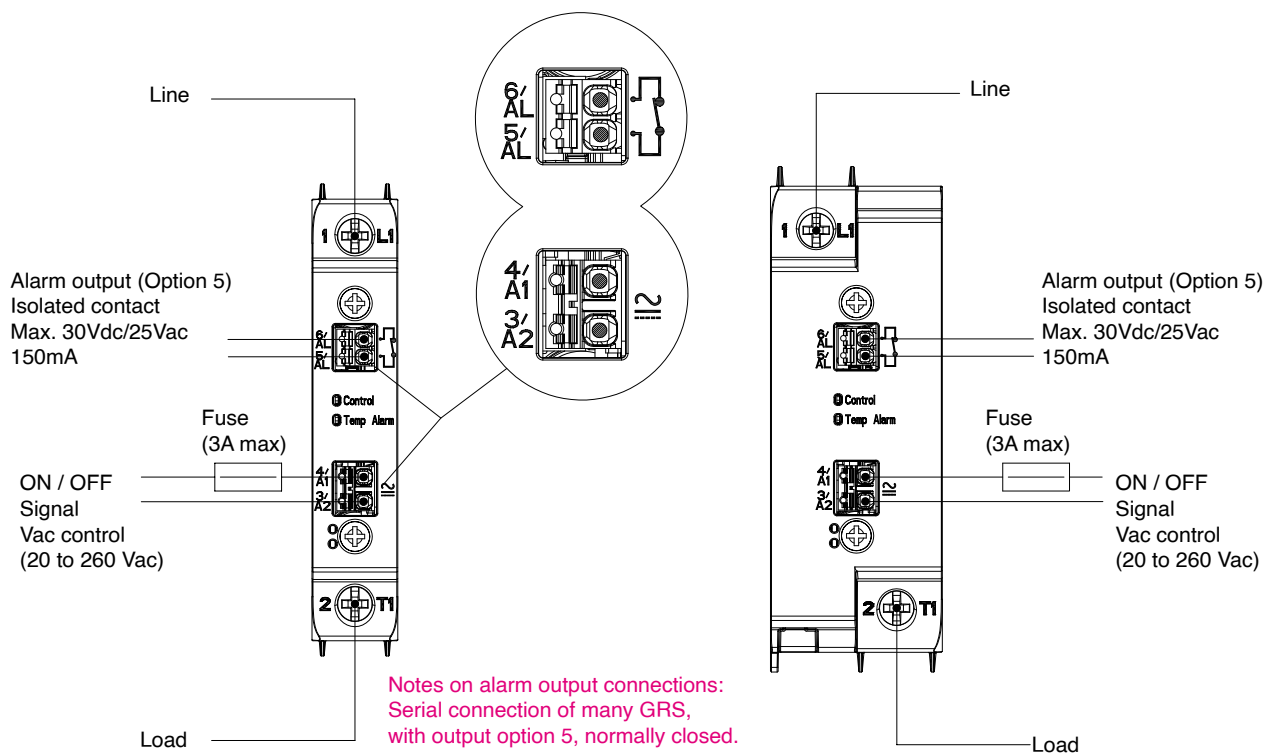 Line
6/
AL
5/
AL
4/
A1
3/
A2
Line
1 L1
Alarm output (Option 5)
Isolated contact
Max. 30Vdc/25Vac
150mA
6/
AL
5/
AL
Control
Temp Alarm
Fuse
(3A max)
4/
A1
3/
A2
ON / OFF
Signal
Vac control
(20 to 260 Vac)
2 T1
Load
1 L1
Alarm output (Option 5)
Isolated contact
Max. 30Vdc/25Vac
150mA
6/
AL
5/
AL
Control
Temp Alarm
Fuse
(3A max)
4/
A1
3/
A2
ON / OFF
Signal
Vac control
(20 to 260 Vac)
2 T1
Load
Notes on alarm output connections:
Serial connection of many GRS,
with output option 5, normally closed.